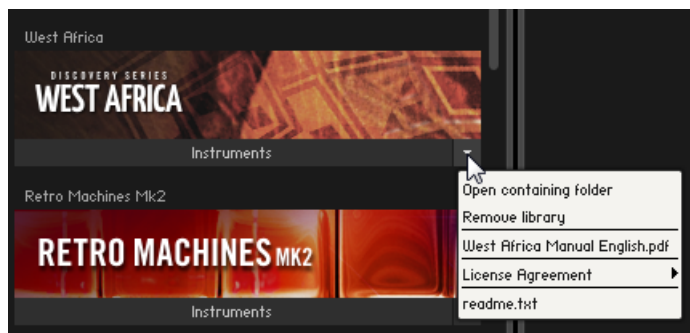 West Africa
DISCOVERY SERIES
WEST AFRICA
Instruments
Open containing folder
Remove library
West Africa Manual English.pdf
License Agreement
readme.txt
Retro Machines Mk2
RETRO MACHINES MK2
Instruments